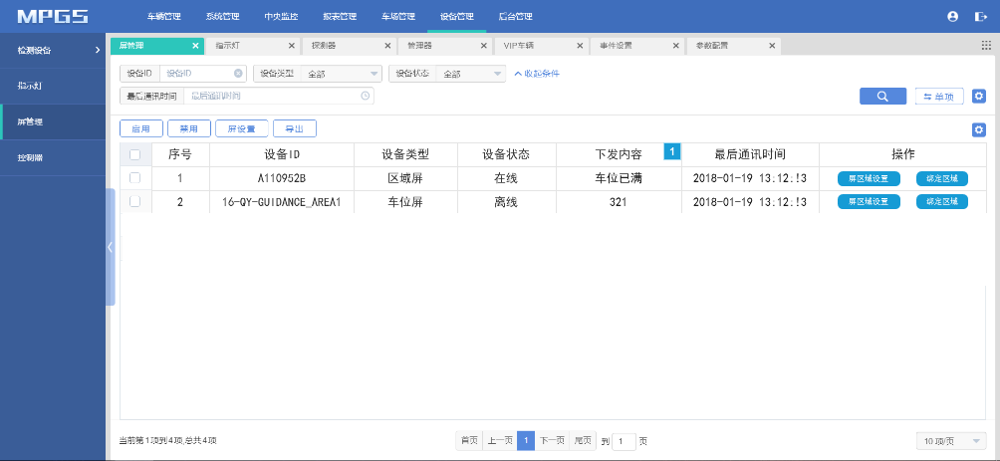 MPGS 车辆管理 系统管理 中央监控 报表管理 车场管理 设备管理 后台管理
检测设备
指示灯
屏管理
控制器
屏管理 指示灯 探测器 管理器 VIP车辆 事件设置 参数配置
设备ID 设备ID 设备类型 全部 设备状态 全部 收起条件
最后通讯时间 最后通讯时间 单项
启用 禁用 屏设置 导出
序号 设备ID 设备类型 设备状态 下发内容 1 最后通讯时间 操作
1 A110952B 区域屏 在线 车位已满 2018-01-19 13:12:!3 屏区域设置 绑定区域
2 16-QY-GUIDANCE_AREA1 车位屏 离线 321 2018-01-19 13:12:!3 屏区域设置 绑定区域
当前第1项到4项,总共4项 首页 上一页 1 下一页 尾页 到 1 页 10 项/页